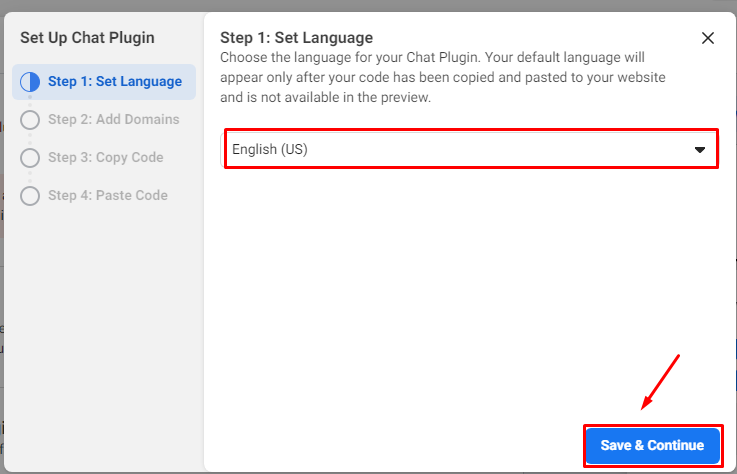 Set Up Chat Plugin
Step 1: Set Language
Step 2: Add Domains
Step 3: Copy Code
Step 4: Paste Code
Step 1: Set Language
Choose the language for your Chat Plugin. Your default language will
appear only after your code has been copied and pasted to your website
and is not available in the preview.
English (US)
Save & Continue